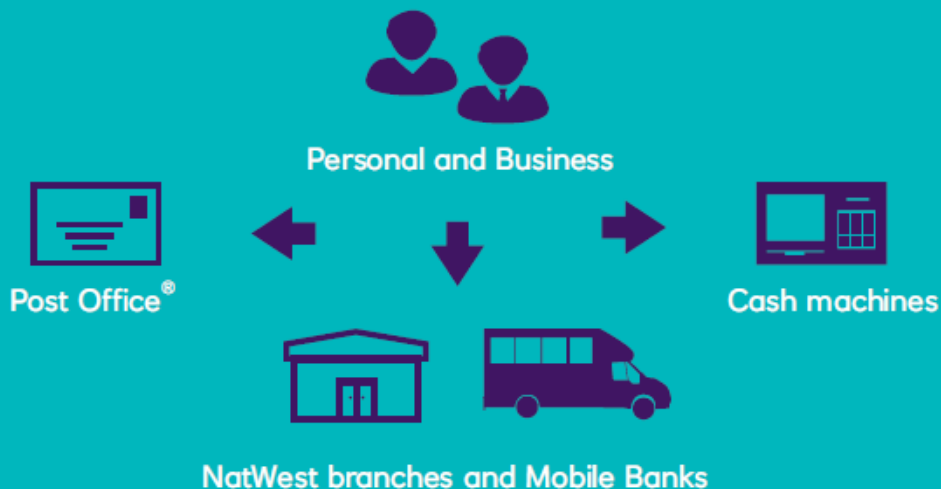 Personal and Business
Post Office®
Cash machines
NatWest branches and Mobile Banks